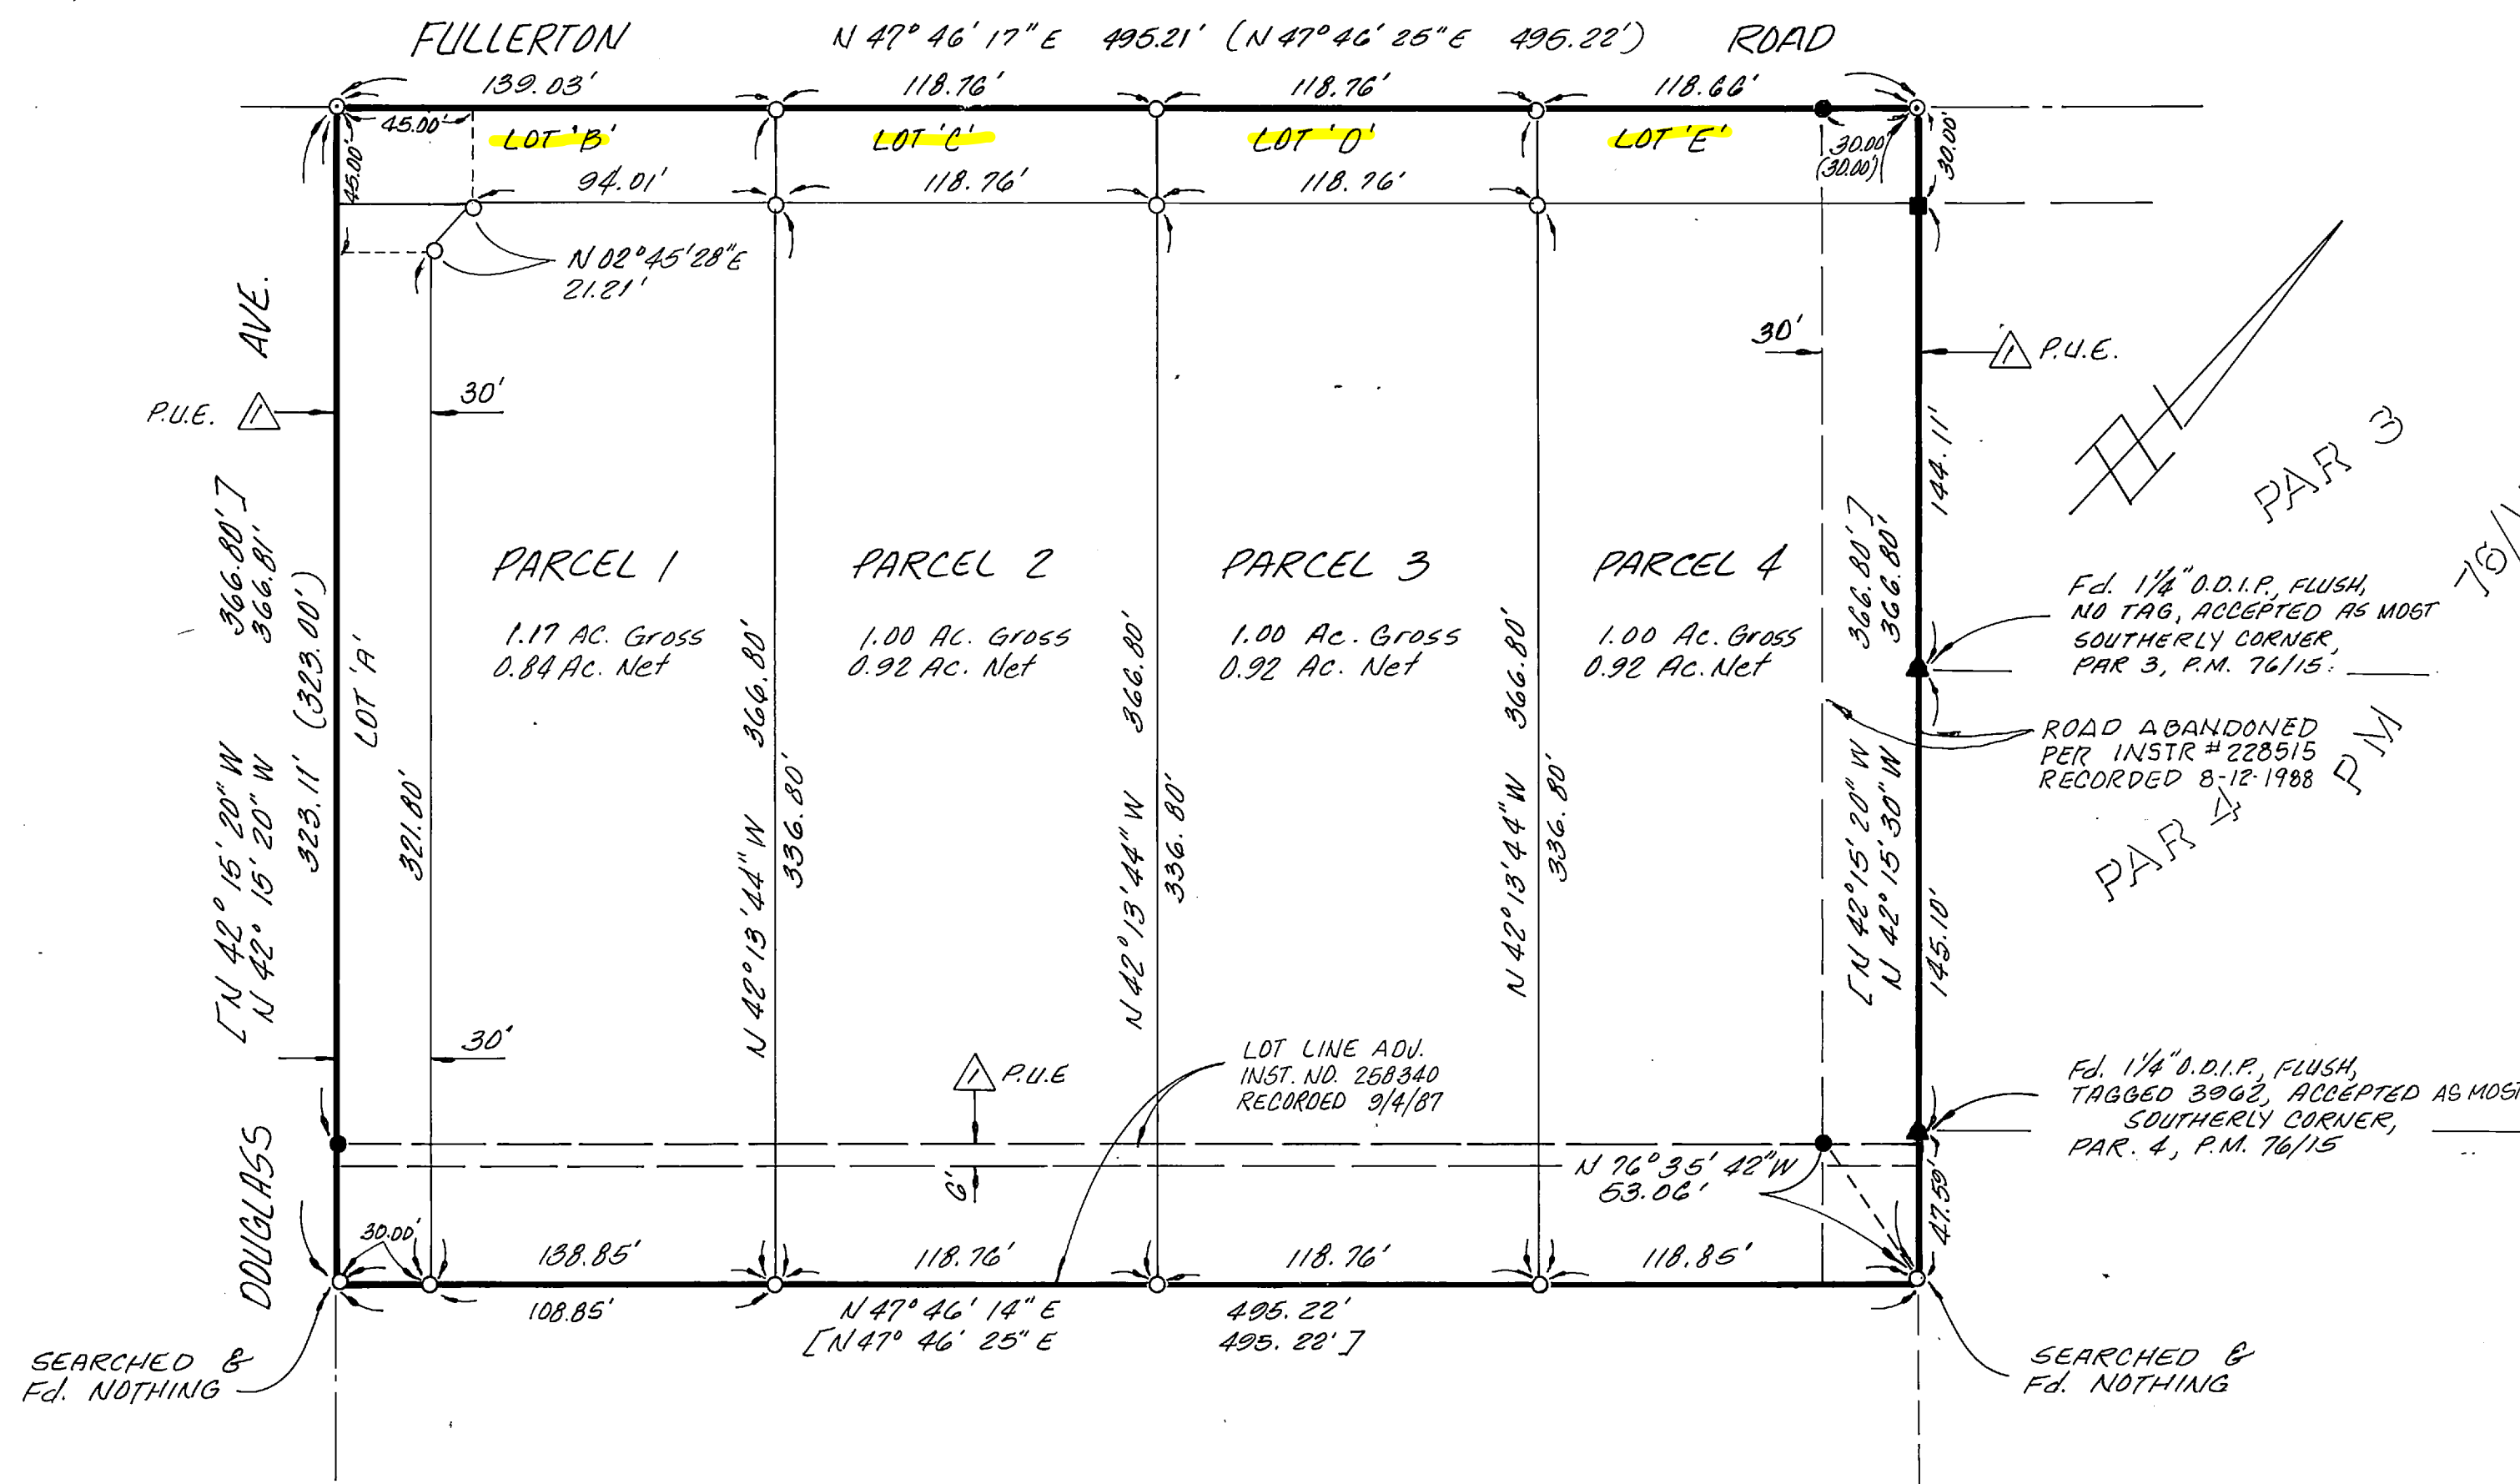 FULLERTON N 47° 46' 17" E 495.21' (N 47° 46' 25" E 495.22') ROAD
139.03' 118.76' 118.76' 118.66'
45.00' LOT 'B' LOT 'C' LOT 'D' LOT 'E' 30.00' 30.00'
(30.00')
45.00' 94.01' 118.76' 118.76'
N 02° 45' 28" E
21.21'
AVE.
30' P.U.E.
1
P.U.E. 1 30'
144.11'
PAR 3
366.80' ]
366.81'
323.11' (323.00')
LOT 'A'
321.80'
[N 42° 15' 20" W
N 42° 15' 20" W
PARCEL 1 PARCEL 2 PARCEL 3 PARCEL 4
1.17 AC. Gross 1.00 AC. Gross 1.00 Ac. Gross 1.00 Ac. Gross
0.84 Ac. Net 0.92 Ac. Net 0.92 Ac. Net 0.92 Ac. Net
N 42° 13' 44" W 366.80'
336.80'
N 42° 13' 44" W 366.80'
336.80'
N 42° 13' 44" W 366.80'
336.80'
[N 42° 15' 20" W 366.80' ]
N 42° 15' 30" W 366.80'
Fd. 1 1/4" O.D.I.P., FLUSH,
NO TAG, ACCEPTED AS MOST
SOUTHERLY CORNER,
PAR 3, P.M. 76/15.
ROAD ABANDONED
PER INSTR #228515
RECORDED 8-12-1988
PM
PAR 4
145.10'
30'
1 P.U.E
LOT LINE ADJ.
INST. NO. 258340
RECORDED 9/4/87
Fd. 1 1/4" O.D.I.P., FLUSH,
TAGGED 3962, ACCEPTED AS MOST
SOUTHERLY CORNER,
PAR. 4, P.M. 76/15
6'
N 76° 35' 42" W
53.06'
47.59'
DOUGLASS
30.00' 138.85' 118.76' 118.76' 118.85'
108.85' N 47° 46' 14" E 495.22'
[N 47° 46' 25" E 495.22' ]
SEARCHED &
Fd. NOTHING
SEARCHED &
Fd. NOTHING